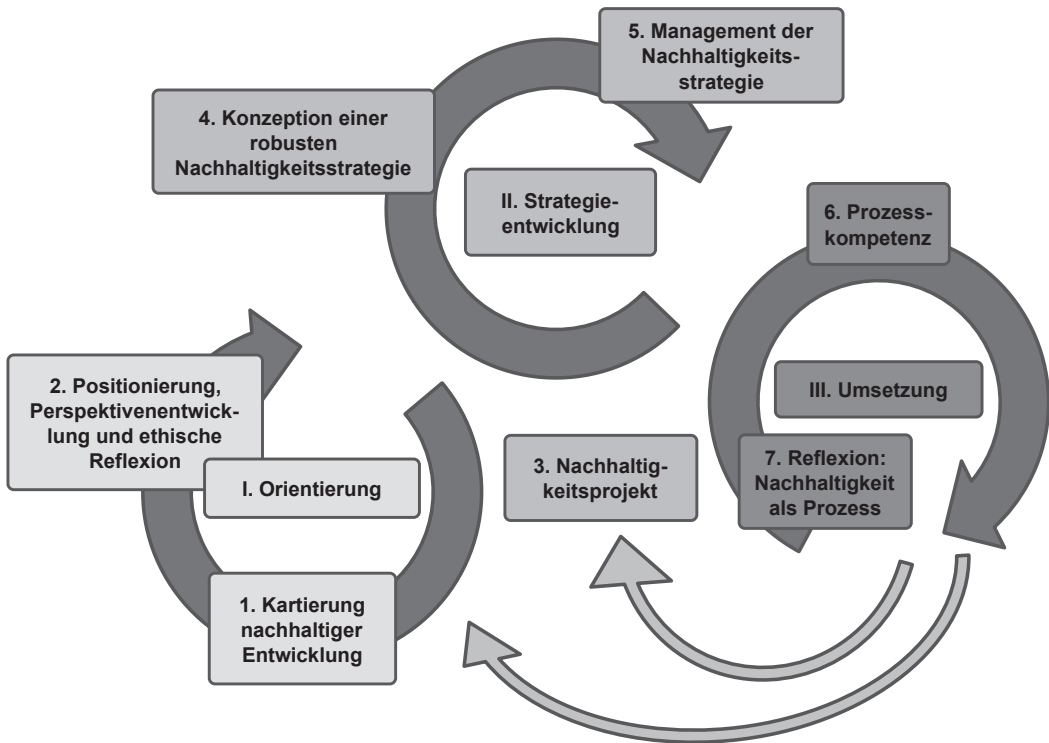 5. Management der
Nachhaltigkeits-
strategie
4. Konzeption einer
robusten
Nachhaltigkeitsstrategie
II. Strategie-
entwicklung
6. Prozess-
kompetenz
2. Positionierung,
Perspektivenentwick-
lung und ethische
Reflexion
III. Umsetzung
I. Orientierung
3. Nachhaltig-
keitsprojekt
7. Reflexion:
Nachhaltigkeit
als Prozess
1. Kartierung
nachhaltiger
Entwicklung